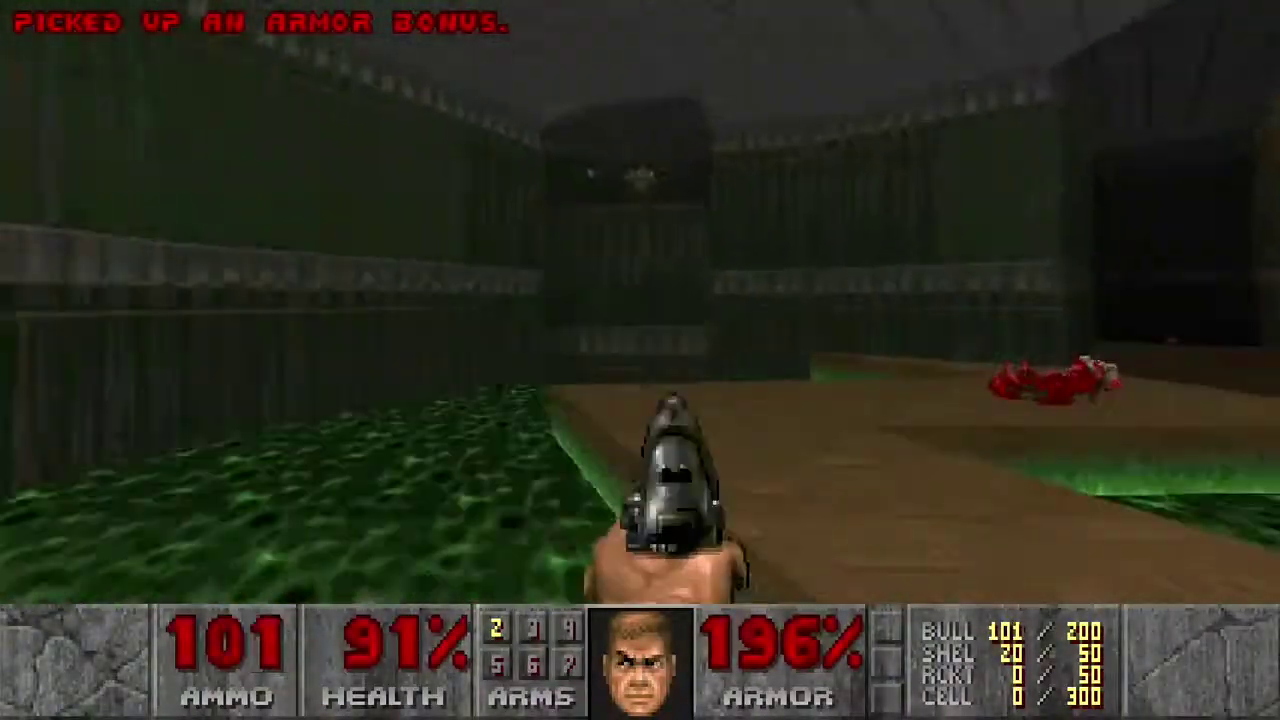 PICKED UP AN ARMOR BONUS.
101 91% 2 3 4 196% BULL 101 / 200
5 6 7 SHEL 20 / 50
RCKT 0 / 50
AMMO HEALTH ARMS ARMOR CELL 0 / 300